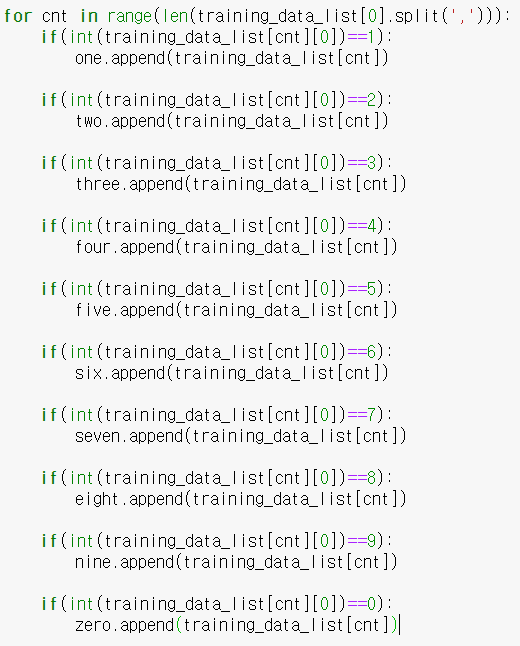 for cnt in range(len(training_data_list[0].split(','))):
    if(int(training_data_list[cnt][0])==1):
        one.append(training_data_list[cnt])

    if(int(training_data_list[cnt][0])==2):
        two.append(training_data_list[cnt])

    if(int(training_data_list[cnt][0])==3):
        three.append(training_data_list[cnt])

    if(int(training_data_list[cnt][0])==4):
        four.append(training_data_list[cnt])

    if(int(training_data_list[cnt][0])==5):
        five.append(training_data_list[cnt])

    if(int(training_data_list[cnt][0])==6):
        six.append(training_data_list[cnt])

    if(int(training_data_list[cnt][0])==7):
        seven.append(training_data_list[cnt])

    if(int(training_data_list[cnt][0])==8):
        eight.append(training_data_list[cnt])

    if(int(training_data_list[cnt][0])==9):
        nine.append(training_data_list[cnt])

    if(int(training_data_list[cnt][0])==0):
        zero.append(training_data_list[cnt])